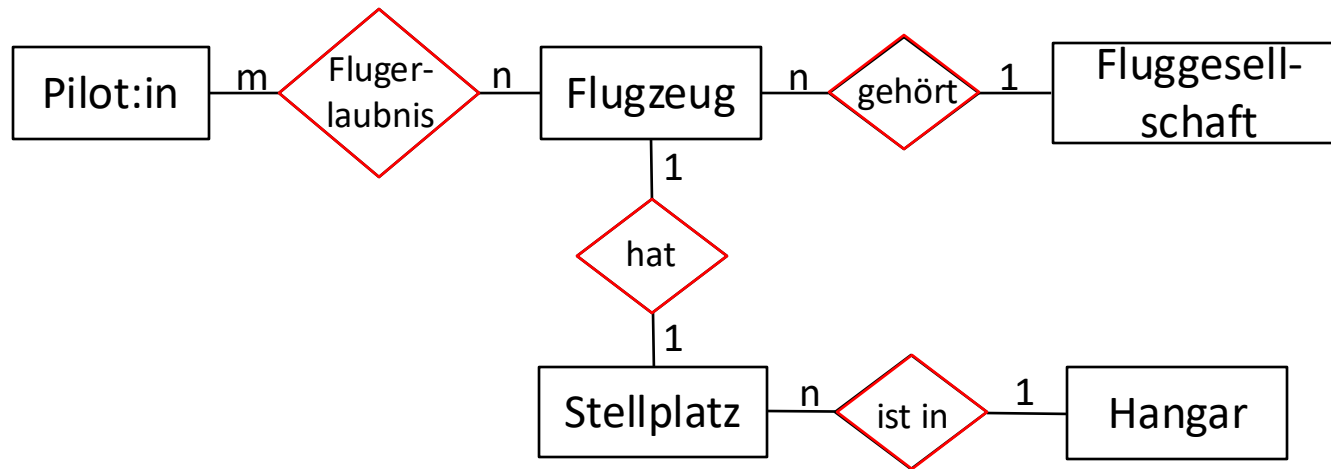 Pilot:in
m
Fluger-
laubnis
n
Flugzeug
n
gehört
1
Fluggesell-
schaft
1
hat
1
Stellplatz
n
ist in
1
Hangar